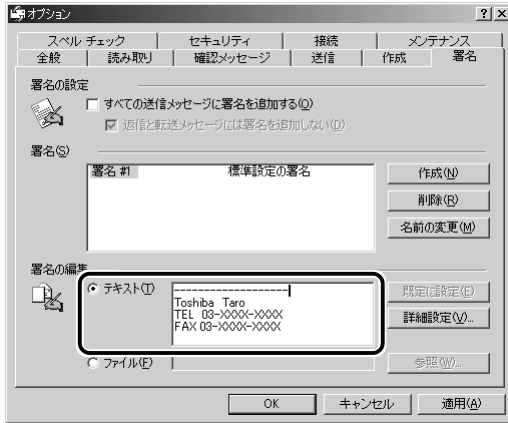 オプション
スペル チェック セキュリティ 接続 メンテナンス
全般 読み取り 確認メッセージ 送信 作成 署名
署名の設定
すべての送信メッセージに署名を追加する(O)
返信と転送メッセージには署名を追加しない(D)
署名(S)
署名 #1 標準設定の署名
作成(N)
削除(R)
名前の変更(M)
署名の編集
テキスト(T)
--------------------
Toshiba Taro
TEL 03-XXXX-XXXX
FAX 03-XXXX-XXXX
既定に設定(E)
詳細設定(V)...
ファイル(F)
参照(W)...
OK キャンセル 適用(A)